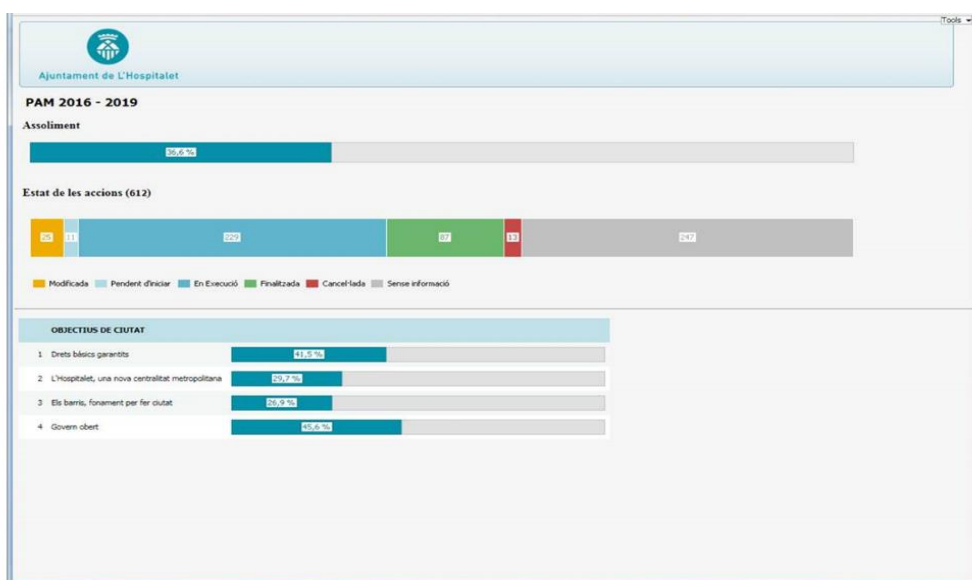 Tools
Ajuntament de L'Hospitalet
PAM 2016 - 2019
Assoliment
36,6 %
Estat de les accions (612)
25 11 229 87 13 247
Modificada Pendent d'iniciar En Execució Finalitzada Cancel·lada Sense informació
OBJECTIUS DE CIUTAT
1 Drets bàsics garantits 41,5 %
2 L'Hospitalet, una nova centralitat metropolitana 29,7 %
3 Els barris, fonament per fer ciutat 26,9 %
4 Govern obert 45,6 %